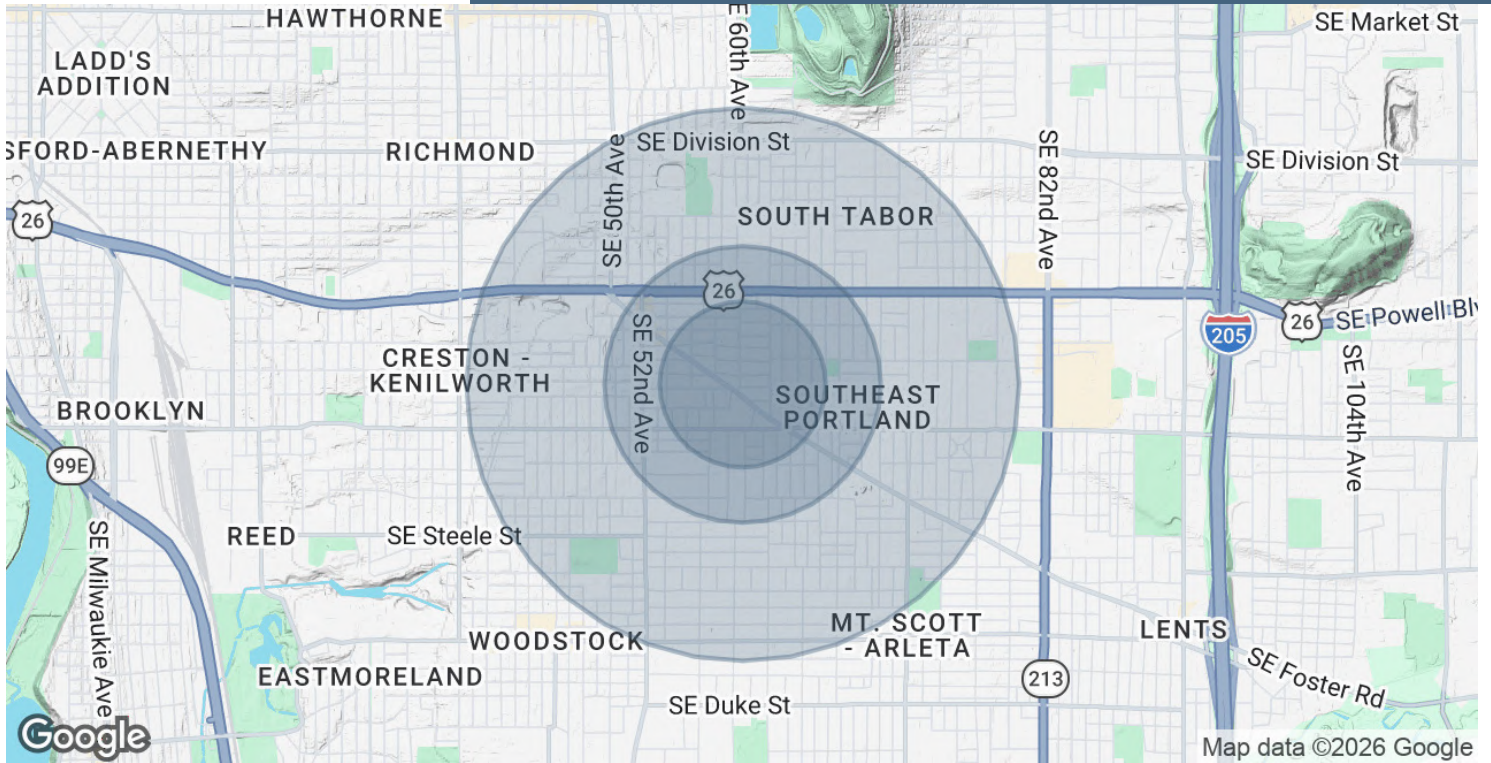 HAWTHORNE
SE Market St
LADD'S
ADDITION
E 60th Ave
SFORD-ABERNETHY
RICHMOND
SE 50th Ave
SE Division St
SE 82nd Ave
SE Division St
26
SOUTH TABOR
26
26
SE Powell Blv
205
SE 52nd Ave
CRESTON -
KENILWORTH
SE 104th Ave
BROOKLYN
SOUTHEAST
PORTLAND
99E
SE Milwaukie Ave
REED
SE Steele St
WOODSTOCK
MT. SCOTT
- ARLETA
LENTS
EASTMORELAND
213
SE Foster Rd
SE Duke St
Google
Map data ©2026 Google